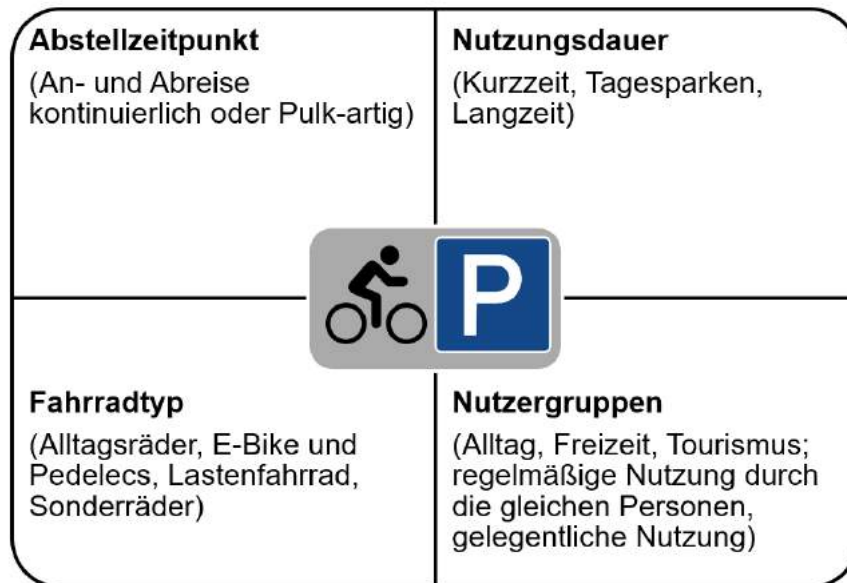 Abstellzeitpunkt
(An- und Abreise
kontinuierlich oder Pulk-artig)
Nutzungsdauer
(Kurzzeit, Tagesparken,
Langzeit)
P
Fahrradtyp
(Alltagsräder, E-Bike und
Pedelecs, Lastenfahrrad,
Sonderräder)
Nutzergruppen
(Alltag, Freizeit, Tourismus;
regelmäßige Nutzung durch
die gleichen Personen,
gelegentliche Nutzung)